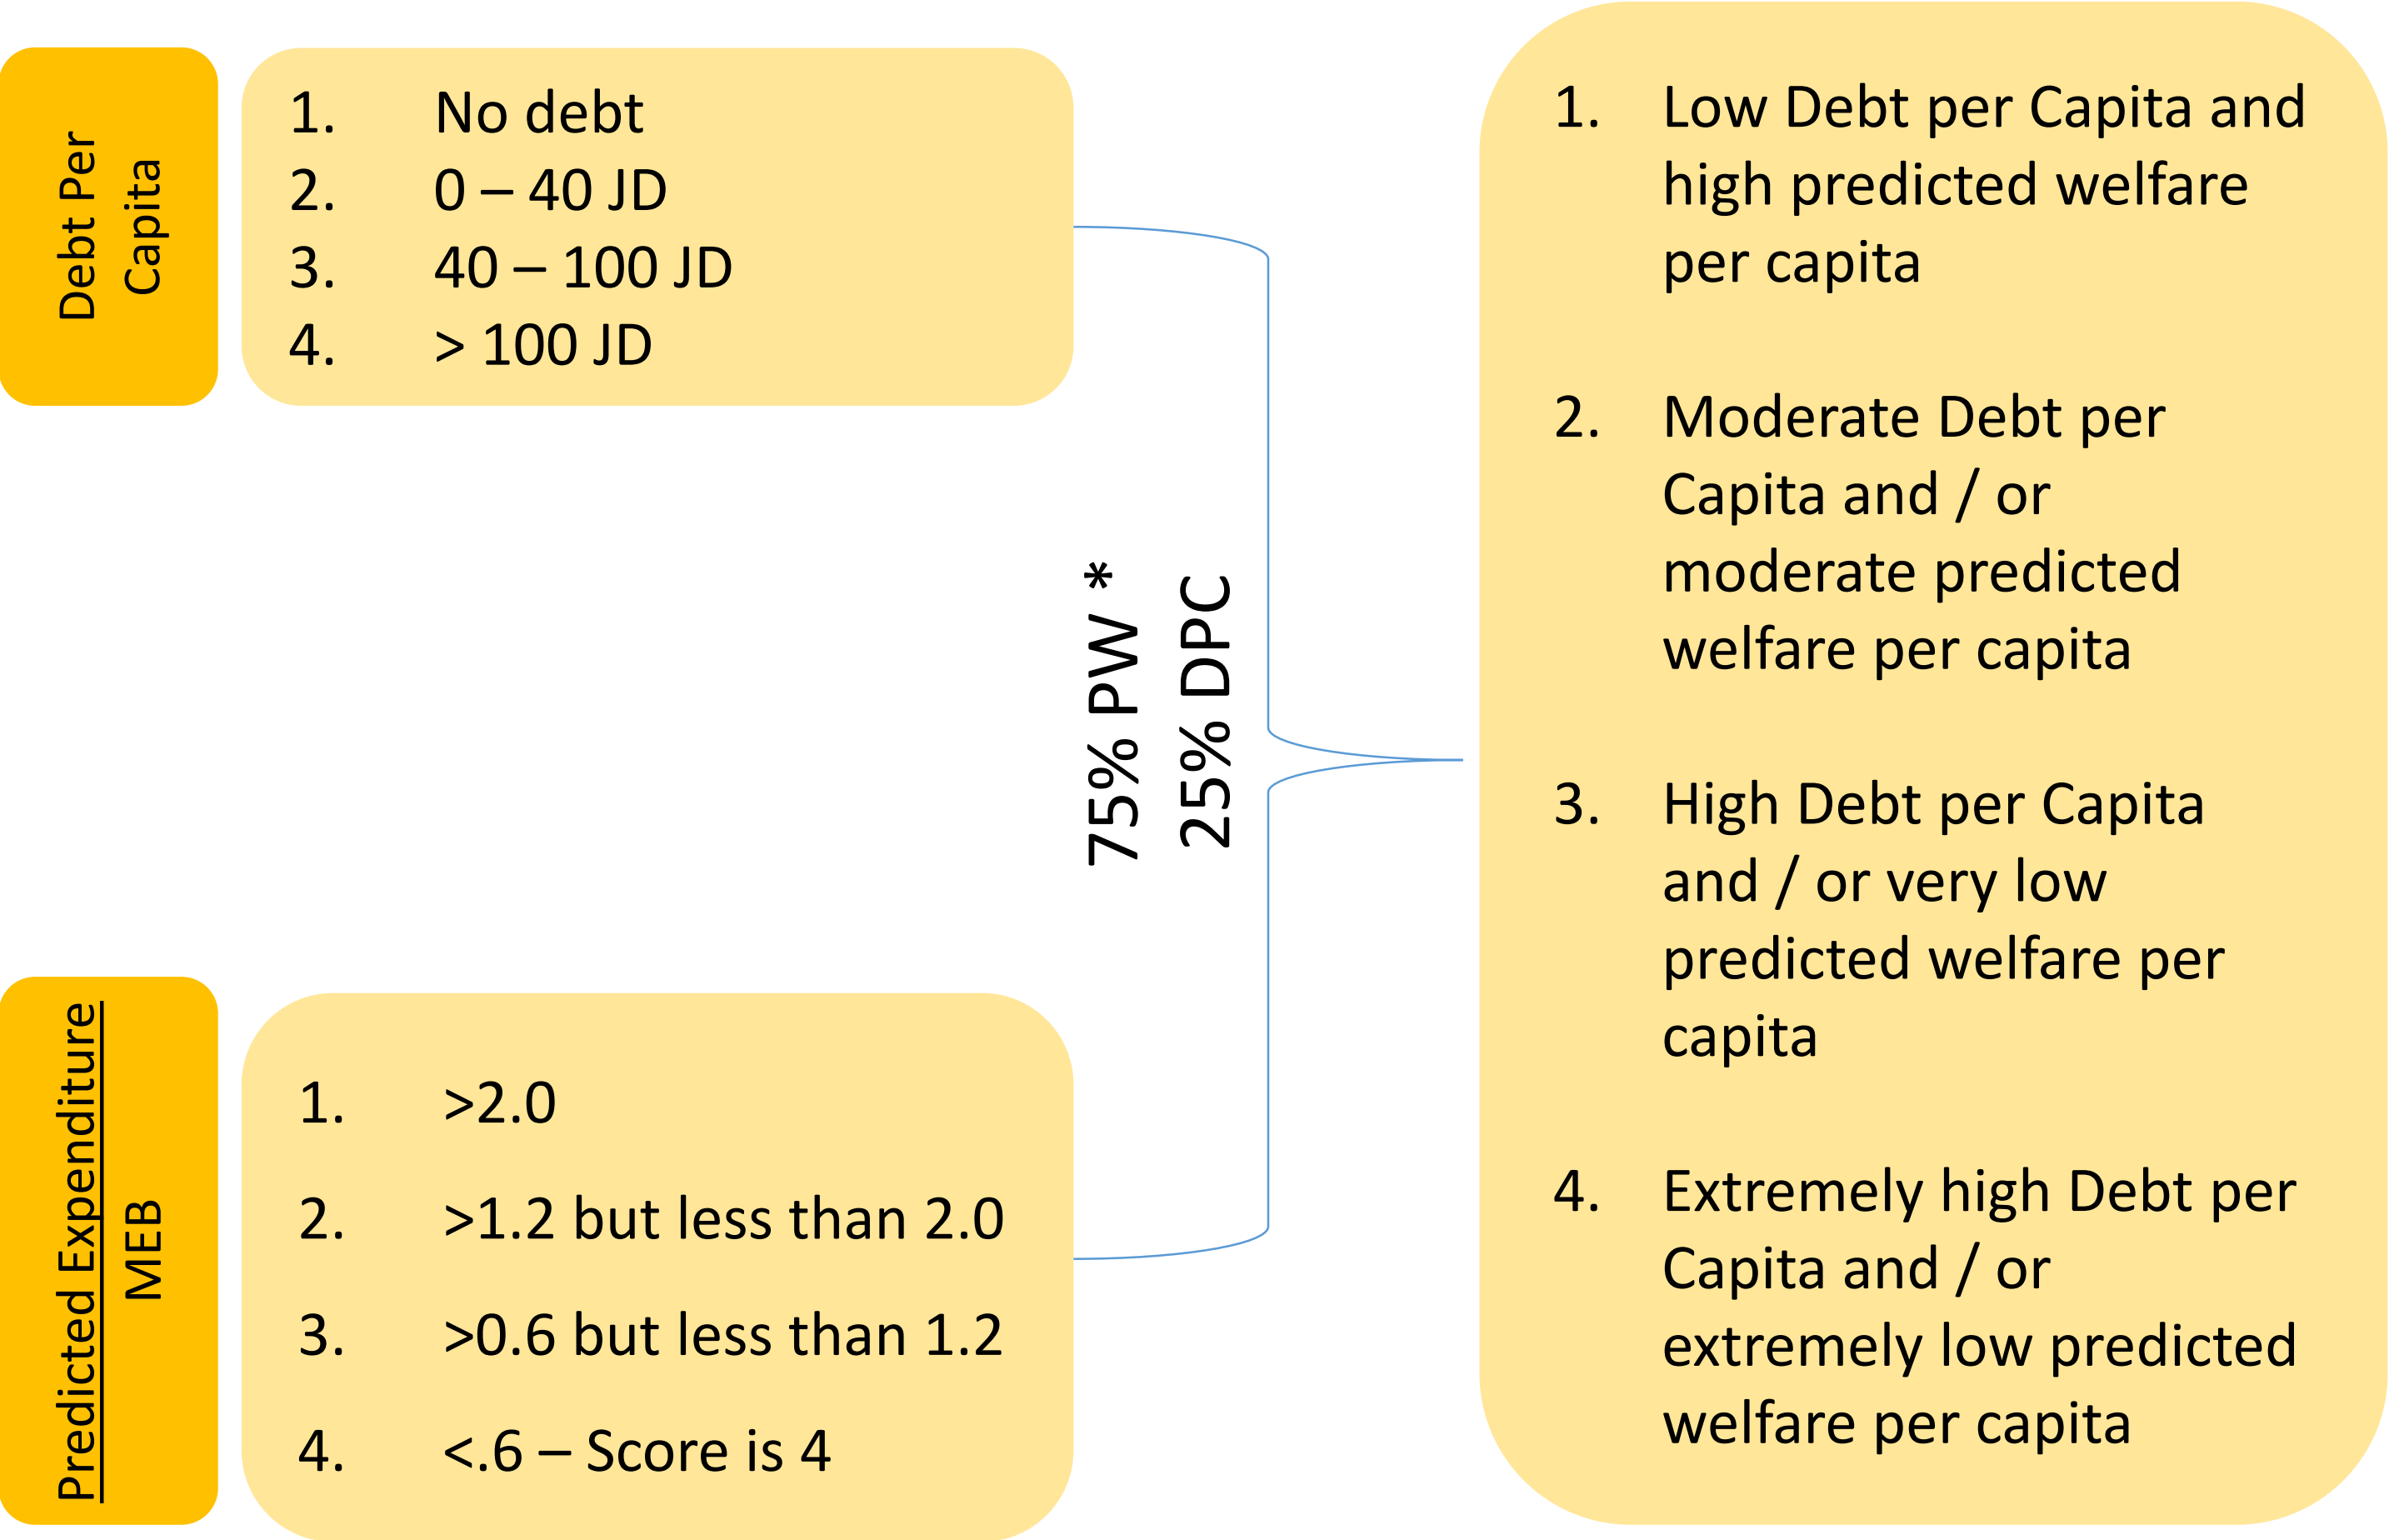 Debt Per
Capita
1. No debt
2. 0 – 40 JD
3. 40 – 100 JD
4. > 100 JD
Predicted Expenditure
MEB
1. >2.0
2. >1.2 but less than 2.0
3. >0.6 but less than 1.2
4. <.6 – Score is 4
75% PW *
25% DPC
1. Low Debt per Capita and
high predicted welfare
per capita
2. Moderate Debt per
Capita and / or
moderate predicted
welfare per capita
3. High Debt per Capita
and / or very low
predicted welfare per
capita
4. Extremely high Debt per
Capita and / or
extremely low predicted
welfare per capita